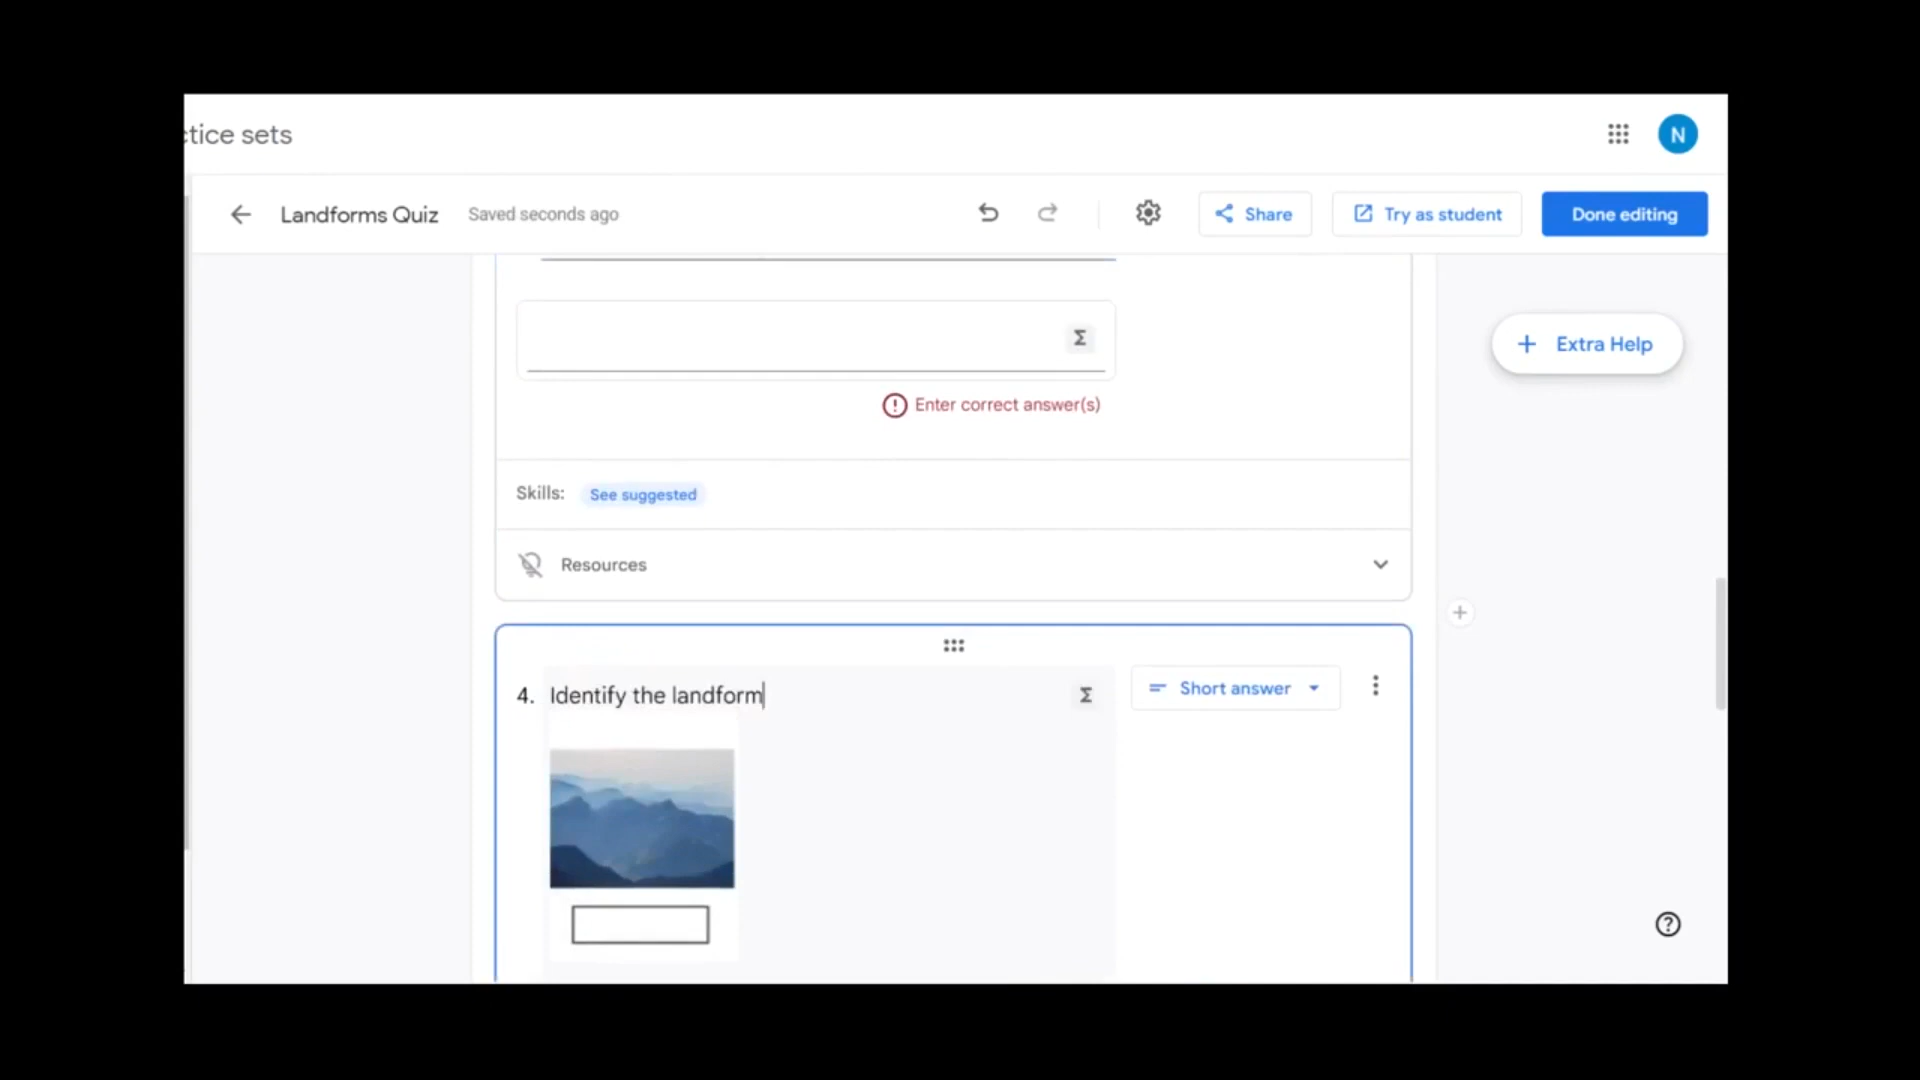 ctice sets
N
Landforms Quiz
Saved seconds ago
Share
Try as student
Done editing
Σ
Enter correct answer(s)
+ Extra Help
Skills:
See suggested
Resources
4. Identify the landform
Σ
Short answer